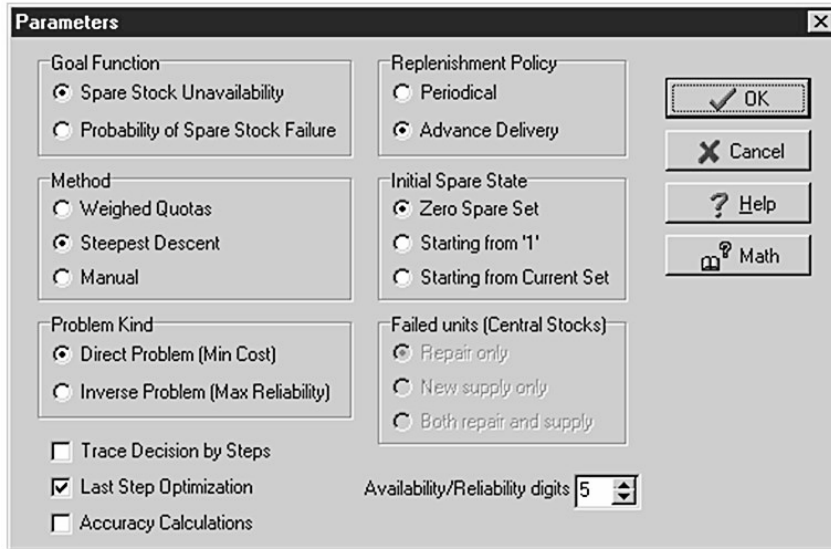 Parameters
Goal Function
Spare Stock Unavailability
Probability of Spare Stock Failure
Method
Weighed Quotas
Steepest Descent
Manual
Problem Kind
Direct Problem (Min Cost)
Inverse Problem (Max Reliability)
Trace Decision by Steps
Last Step Optimization
Accuracy Calculations
Replenishment Policy
Periodical
Advance Delivery
Initial Spare State
Zero Spare Set
Starting from '1'
Starting from Current Set
Failed units (Central Stocks)
Repair only
New supply only
Both repair and supply
Availability/Reliability digits 5
OK
Cancel
Help
Math